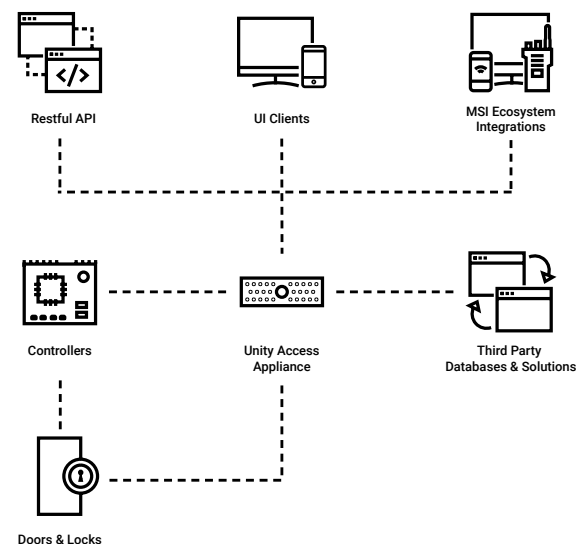 Restful API
UI Clients
MSI Ecosystem
Integrations
</>
Controllers
Unity Access
Appliance
Third Party
Databases & Solutions
Doors & Locks